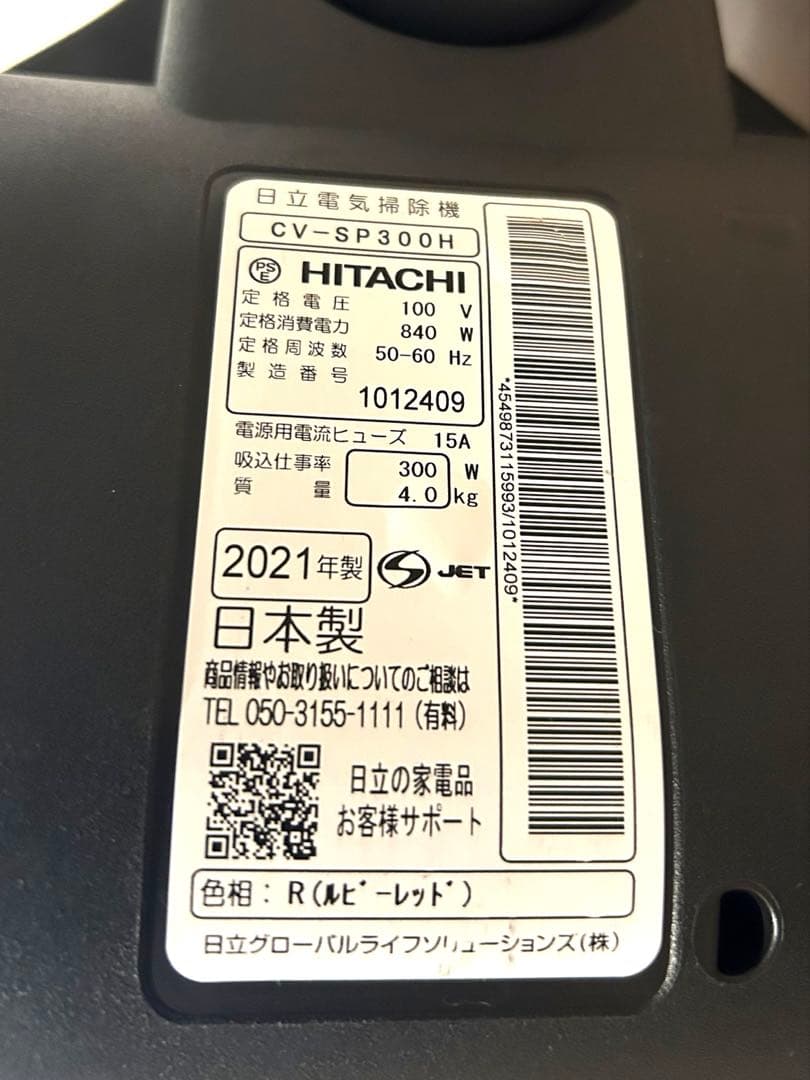 日立電気掃除機
CV-SP300H
PSE HITACHI
定格電圧 100 V
定格消費電力 840 W
定格周波数 50-60 Hz
製造番号
1012409
電源用電流ヒューズ 15A
吸込仕事率 300 W
質量 4.0 kg
2021年製 S JET
日本製
商品情報やお取り扱いについてのご相談は
TEL 050-3155-1111 (有料)
日立の家電品
お客様サポート
色相: R(ルビーレッド)
日立グローバルライフソリューションズ(株)
*4549873115993/1012409*